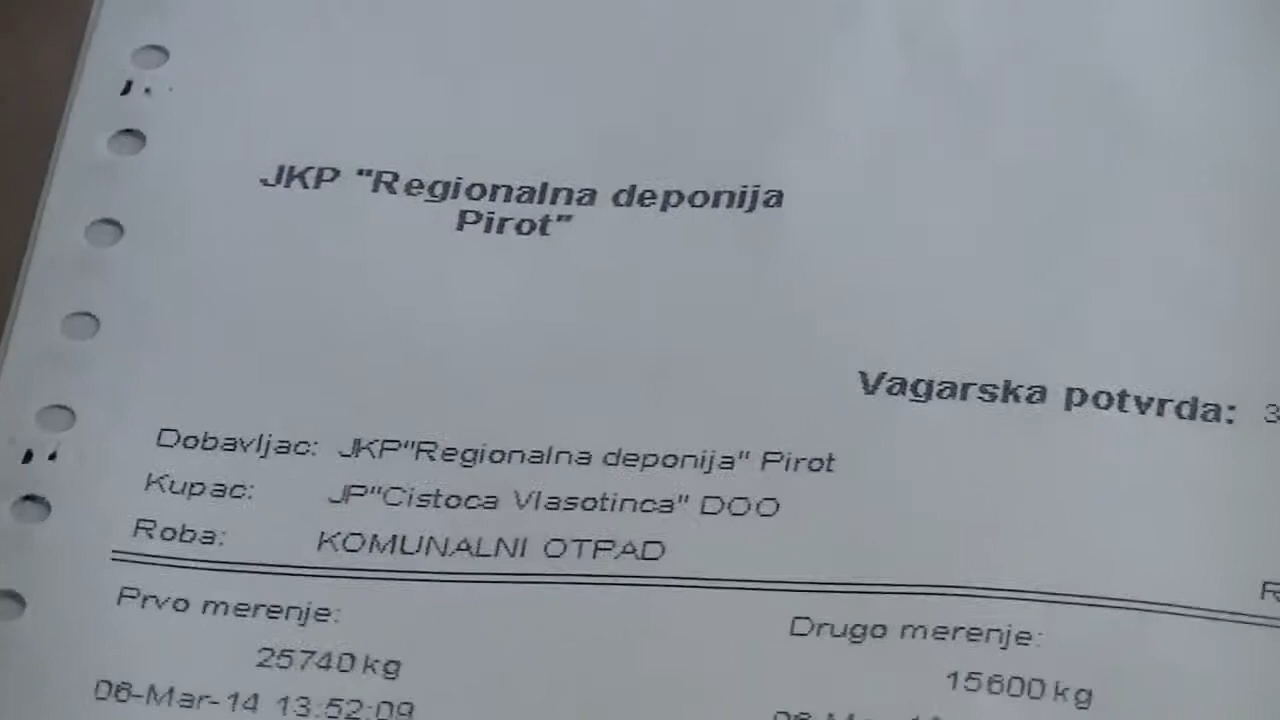 JKP "Regionalna deponija
Pirot"
Vagarska potvrda: 3
Dobavljac: JKP"Regionalna deponija" Pirot
Kupac: JP"Cistoca Vlasotinca" DOO
Roba: KOMUNALNI OTPAD
R
Prvo merenje: Drugo merenje:
25740 kg 15600 kg
06-Mar-14 13:52:09